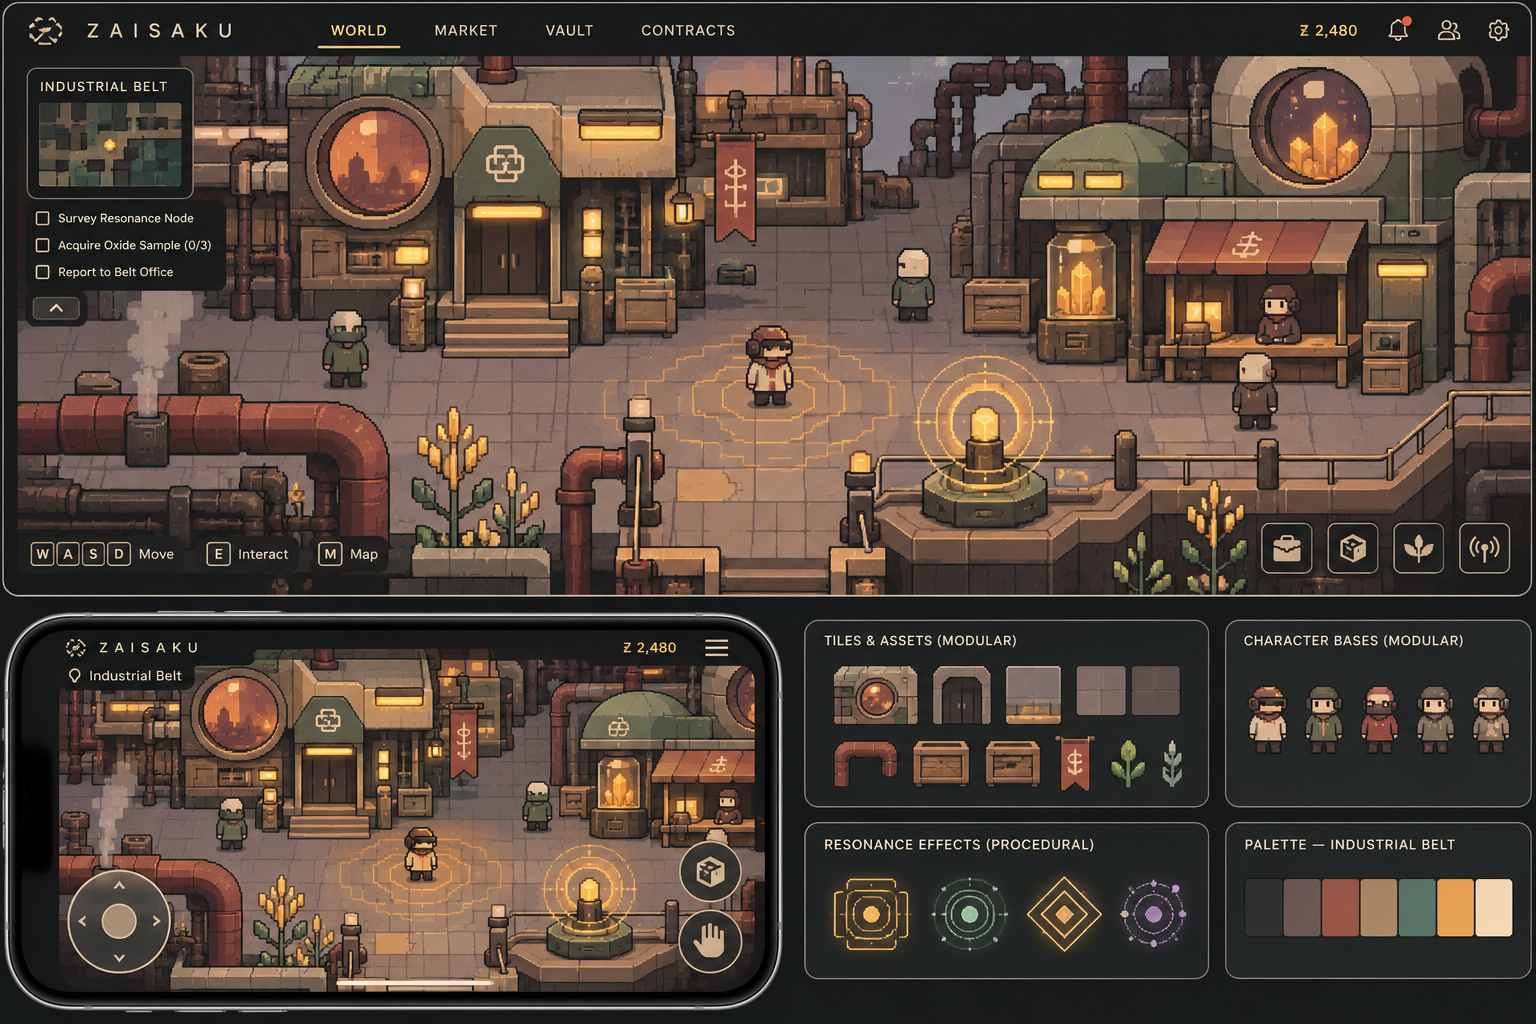 ZAISAKU
WORLD
MARKET
VAULT
CONTRACTS
Ƶ 2,480
INDUSTRIAL BELT
Survey Resonance Node
Acquire Oxide Sample (0/3)
Report to Belt Office
W A S D Move
E Interact
M Map
ZAISAKU
Ƶ 2,480
Industrial Belt
TILES & ASSETS (MODULAR)
CHARACTER BASES (MODULAR)
RESONANCE EFFECTS (PROCEDURAL)
PALETTE — INDUSTRIAL BELT